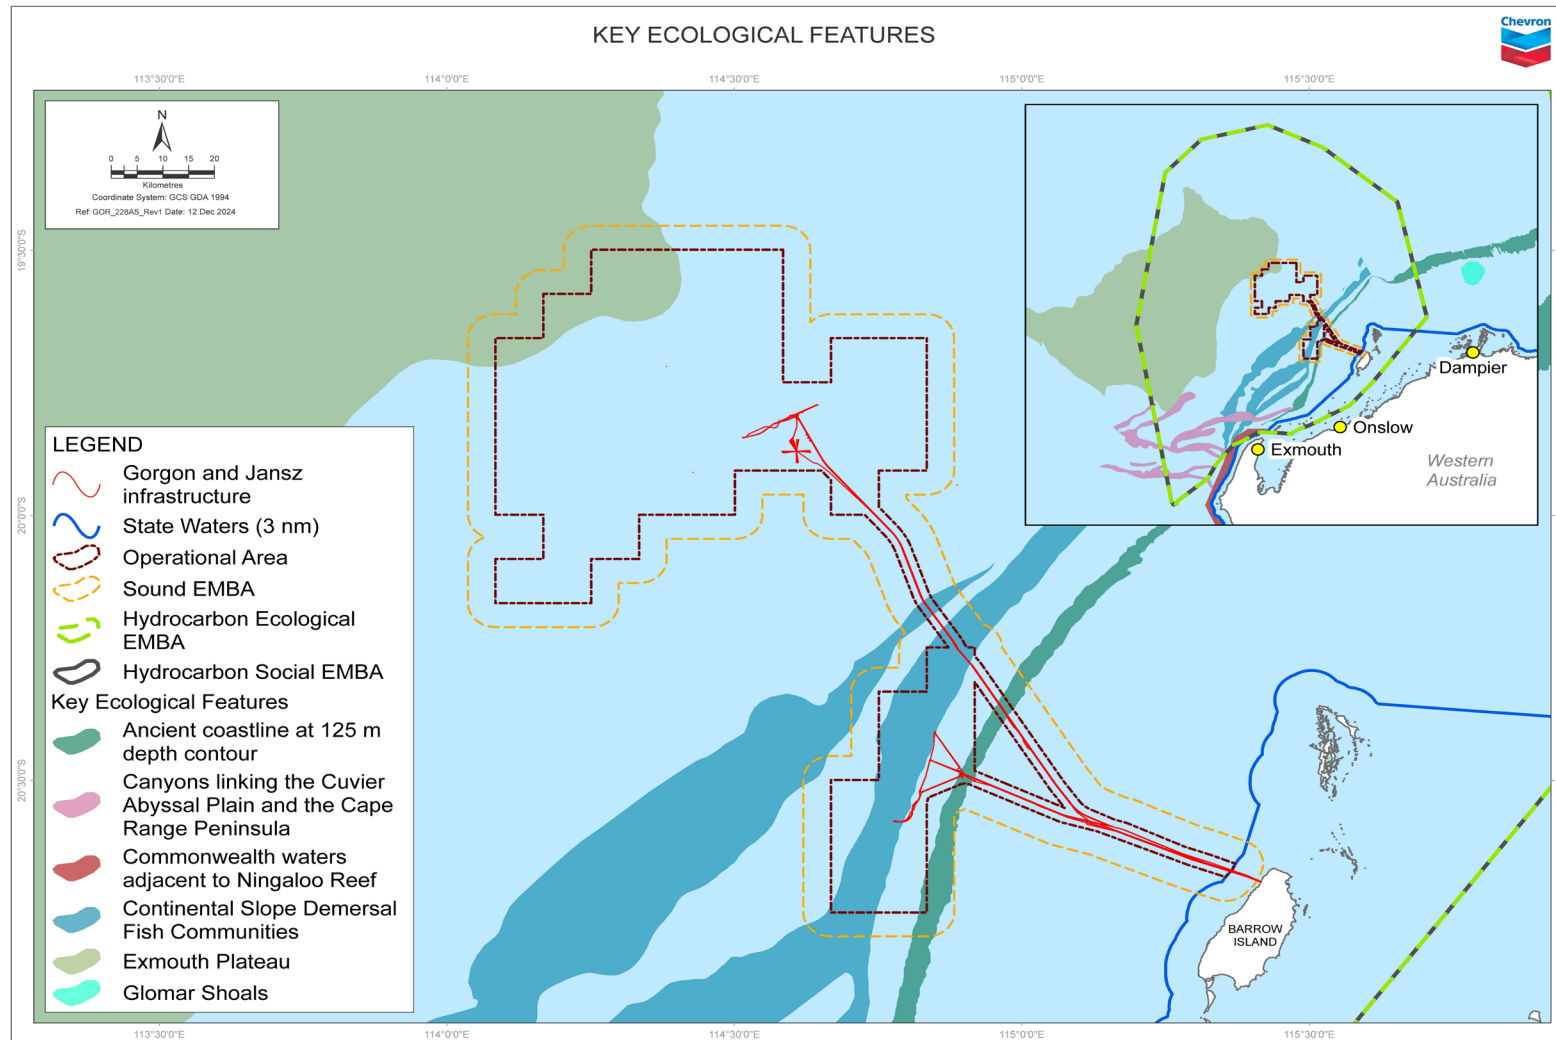 KEY ECOLOGICAL FEATURES
Chevron
113°30'0"E 114°0'0"E 114°30'0"E 115°0'0"E 115°30'0"E
N
0 5 10 15 20
Kilometres
Coordinate System: GCS GDA 1994
Ref: GOR_228AS_Rev1 Date: 12 Dec 2024
19°30'0"S
20°0'0"S
20°30'0"S
Dampier
Onslow
Exmouth
Western
Australia
LEGEND
Gorgon and Jansz
infrastructure
State Waters (3 nm)
Operational Area
Sound EMBA
Hydrocarbon Ecological
EMBA
Hydrocarbon Social EMBA
Key Ecological Features
Ancient coastline at 125 m
depth contour
Canyons linking the Cuvier
Abyssal Plain and the Cape
Range Peninsula
Commonwealth waters
adjacent to Ningaloo Reef
Continental Slope Demersal
Fish Communities
Exmouth Plateau
Glomar Shoals
BARROW
ISLAND
113°30'0"E 114°0'0"E 114°30'0"E 115°0'0"E 115°30'0"E